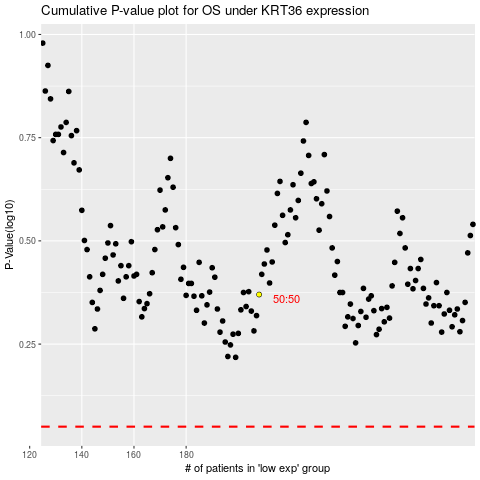 Cumulative P-value plot for OS under KRT36 expression
P-Value(log10)
1.00
0.75
0.50
0.25
50:50
120 140 160 180
# of patients in 'low exp' group